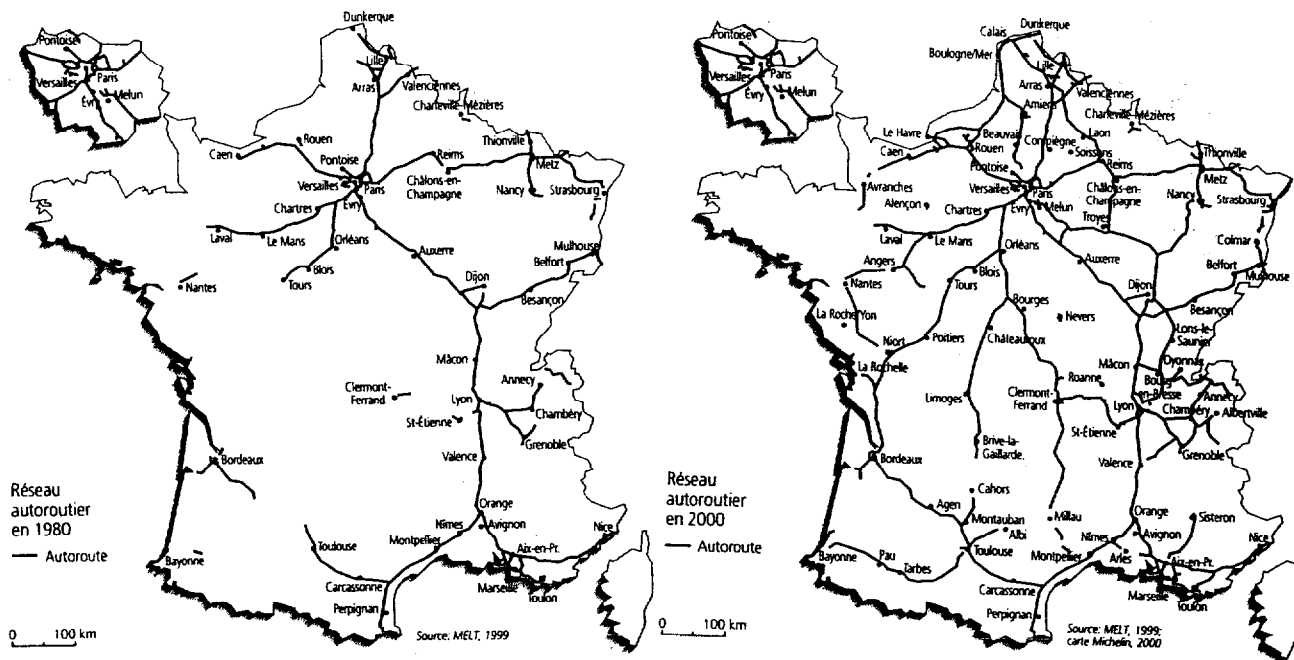 Dunkerque
Pontoise
Lille
Versailles
Paris
Arras
Valenciennes
Évry
Melun
Charleville-Mézières
Rouen
Thionville
Caen
Pontoise
Reims
Metz
Versailles
Paris
Châlons-en-
Champagne
Nancy
Strasbourg
Chartres
Évry
Laval
Le Mans
Orléans
Auxerre
Mulhouse
Blois
Belfort
Tours
Dijon
Nantes
Besançon
Mâcon
Annecy
Clermont-
Ferrand
Lyon
Chambéry
St-Étienne
Grenoble
Valence
Bordeaux
Réseau
autoroutier
en 1980
Autoroute
Orange
Nîmes
Avignon
Nice
Toulouse
Montpellier
Aix-en-Pr.
Bayonne
Carcassonne
Marseille
Toulon
Perpignan
0 100 km
Source: MELT, 1999
Dunkerque
Calais
Pontoise
Boulogne/Mer
Lille
Versailles
Paris
Arras
Valenciennes
Évry
Melun
Amiens
Charleville-Mézières
Le Havre
Beauvais
Laon
Rouen
Compiègne
Soissons
Thionville
Caen
Reims
Pontoise
Metz
Avranches
Versailles
Paris
Châlons-
en-
Champagne
Nancy
Strasbourg
Alençon
Chartres
Évry
Melun
Troyes
Laval
Le Mans
Orléans
Colmar
Angers
Auxerre
Belfort
Blois
Mulhouse
Nantes
Tours
Dijon
Bourges
Besançon
La Roche/Yon
Nevers
Lons-le-
Saunier
Niort
Poitiers
Châteauroux
Mâcon
Oyonnax
La Rochelle
Roanne
Bourg-
en-Bresse
Annecy
Limoges
Clermont-
Ferrand
Lyon
Chambéry
Albertville
St-Étienne
Brive-la-
Gaillarde
Grenoble
Bordeaux
Valence
Réseau
autoroutier
en 2000
Autoroute
Cahors
Agen
Orange
Montauban
Millau
Sisteron
Albi
Avignon
Nîmes
Nice
Bayonne
Pau
Toulouse
Montpellier
Arles
Aix-en-Pr.
Tarbes
Carcassonne
Marseille
Toulon
Perpignan
0 100 km
Source: MELT, 1999;
carte Michelin, 2000